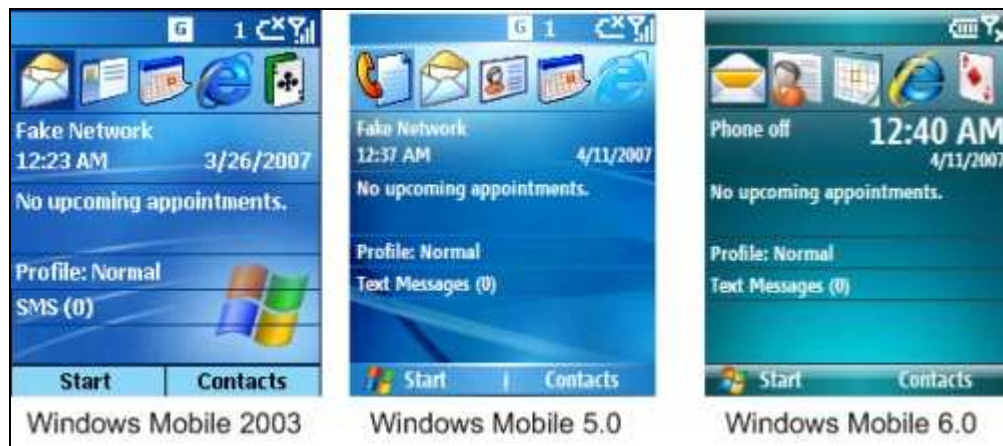 G 1
Fake Network
12:23 AM 3/26/2007
No upcoming appointments.
Profile: Normal
SMS (0)
Start Contacts
Windows Mobile 2003
G 1
Fake Network
12:37 AM 4/11/2007
No upcoming appointments.
Profile: Normal
Text Messages (0)
Start Contacts
Windows Mobile 5.0
Phone off 12:40 AM
4/11/2007
No upcoming appointments.
Profile: Normal
Text Messages (0)
Start Contacts
Windows Mobile 6.0